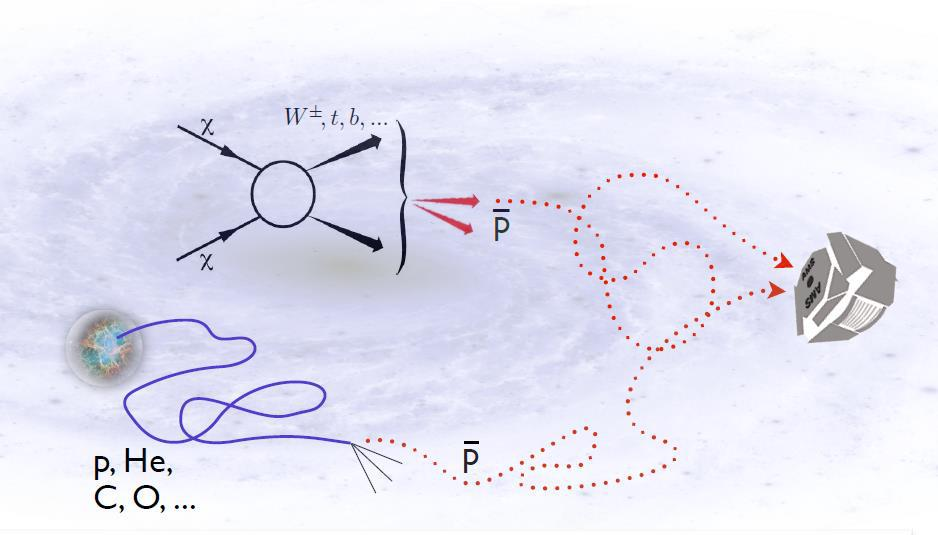 W±, t, b, ...
χ
χ
p̅
AMS
p, He,
C, O, ...
p̅